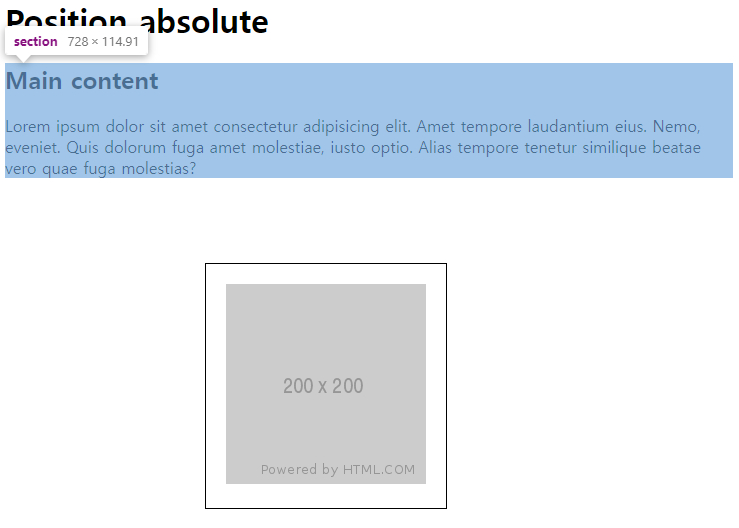 Position absolute
section 728 × 114.91
Main content
Lorem ipsum dolor sit amet consectetur adipisicing elit. Amet tempore laudantium eius. Nemo,
eveniet. Quis dolorum fuga amet molestiae, iusto optio. Alias tempore tenetur similique beatae
vero quae fuga molestias?
200 x 200
Powered by HTML.COM